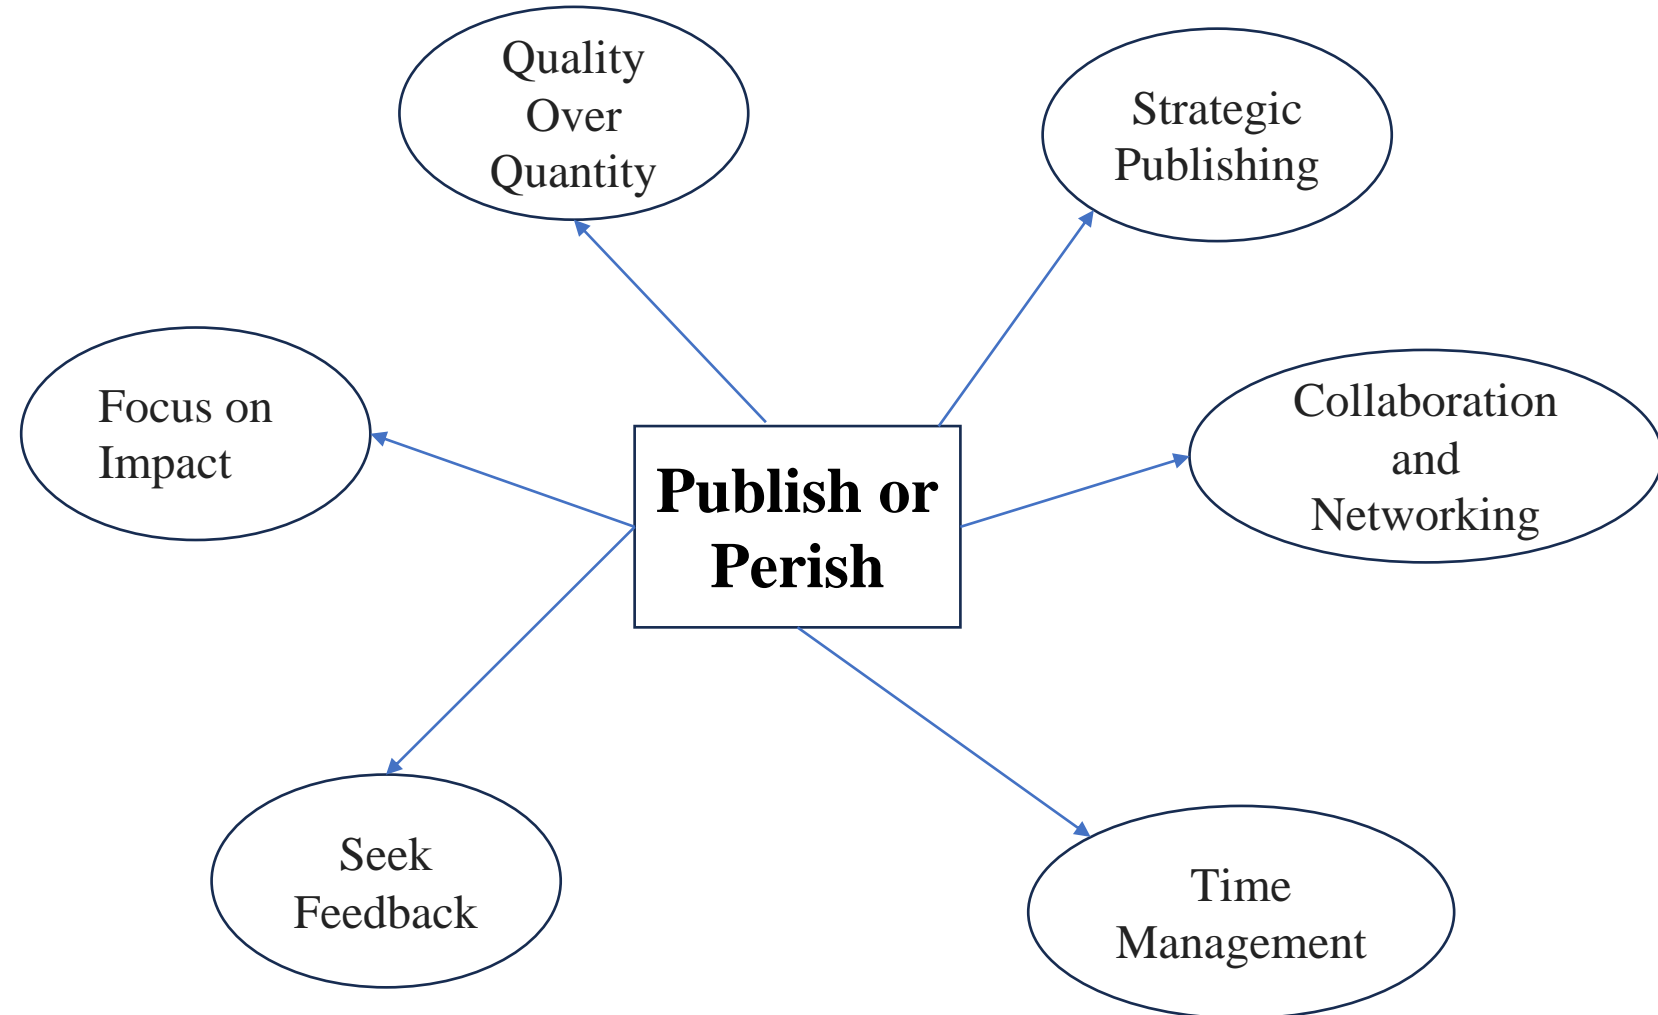 Quality
Over
Quantity
Strategic
Publishing
Focus on
Impact
Collaboration
and
Networking
Publish or
Perish
Seek
Feedback
Time
Management